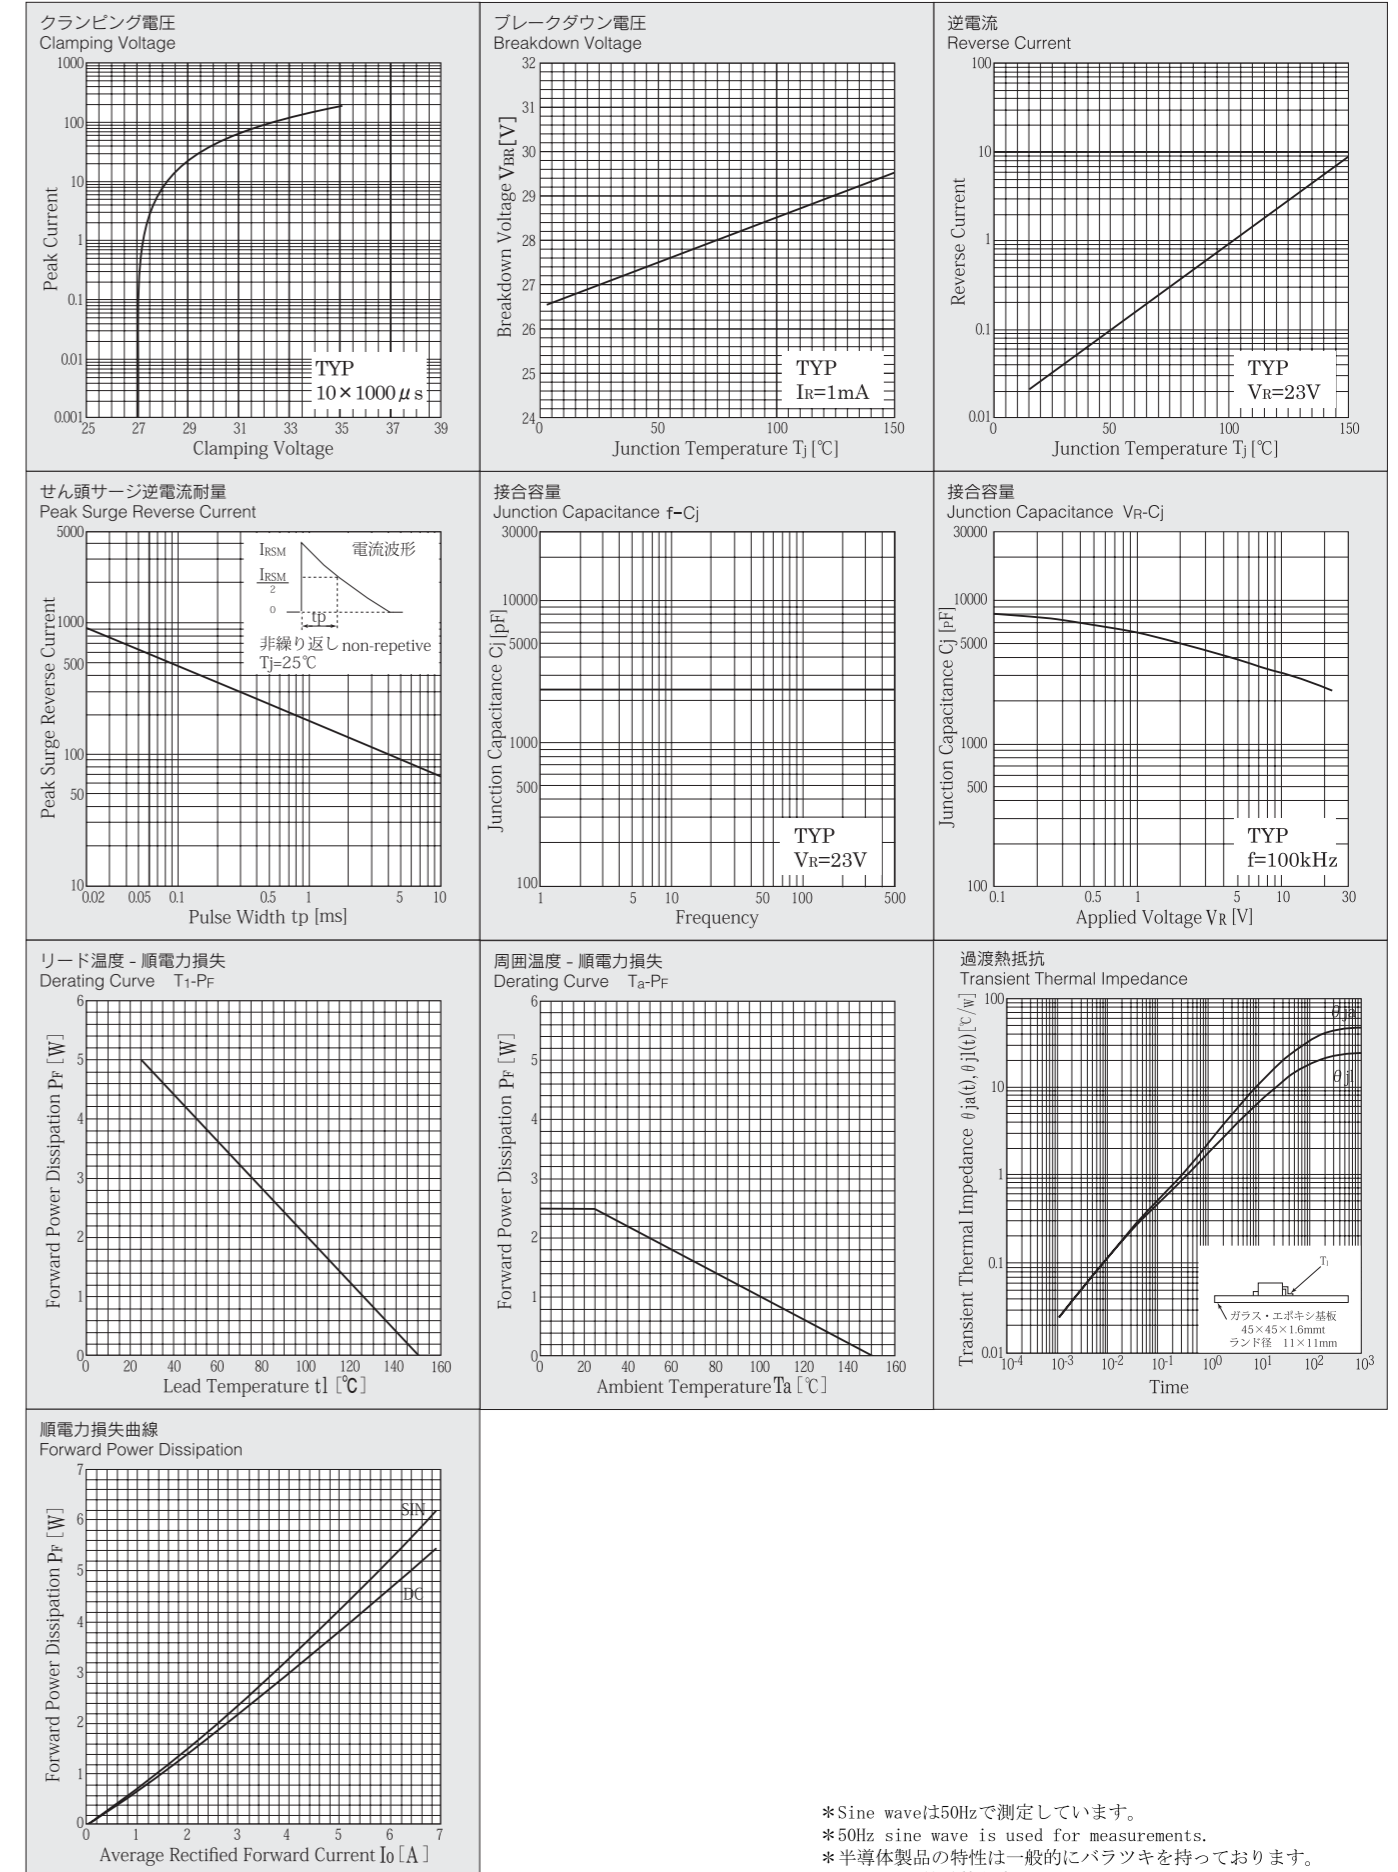 クランピング電圧
Clamping Voltage
1000
100
10
1
0.1
0.01
0.001
Peak Current
TYP
10×1000μs
25 27 29 31 33 35 37 39
Clamping Voltage
ブレークダウン電圧
Breakdown Voltage
32
31
30
29
28
27
26
25
24
Breakdown Voltage VBR[V]
TYP
IR=1mA
0 50 100 150
Junction Temperature Tj [℃]
逆電流
Reverse Current
100
10
1
0.1
0.01
Reverse Current
TYP
VR=23V
0 50 100 150
Junction Temperature Tj [℃]
せん頭サージ逆電流耐量
Peak Surge Reverse Current
5000
1000
500
100
50
10
Peak Surge Reverse Current
IRSM
電流波形
IRSM
2
0
tp
非繰り返し non-repetive
Tj=25℃
0.02 0.05 0.1 0.5 1 5 10
Pulse Width tp [ms]
接合容量
Junction Capacitance f-Cj
30000
10000
5000
1000
500
100
Junction Capacitance Cj [pF]
TYP
VR=23V
1 5 10 50 100 500
Frequency
接合容量
Junction Capacitance VR-Cj
30000
10000
5000
1000
500
100
Junction Capacitance Cj [pF]
TYP
f=100kHz
0.1 0.5 1 5 10 30
Applied Voltage VR [V]
リード温度 - 順電力損失
Derating Curve T1-PF
6
5
4
3
2
1
0
Forward Power Dissipation PF [W]
0 20 40 60 80 100 120 140 160
Lead Temperature tl [℃]
周囲温度 - 順電力損失
Derating Curve Ta-PF
6
5
4
3
2
1
0
Forward Power Dissipation PF [W]
0 20 40 60 80 100 120 140 160
Ambient Temperature Ta [℃]
過渡熱抵抗
Transient Thermal Impedance
100
10
1
0.1
0.01
Transient Thermal Impedance θja(t), θjl(t) [℃/W]
θja
θjl
Tl
ガラス・エポキシ基板
45×45×1.6mmt
ランド径 11×11mm
10-4 10-3 10-2 10-1 100 101 102 103
Time
順電力損失曲線
Forward Power Dissipation
7
6
5
4
3
2
1
0
Forward Power Dissipation PF [W]
SIN
DC
0 1 2 3 4 5 6 7
Average Rectified Forward Current Io [A]
*Sine waveは50Hzで測定しています。
*50Hz sine wave is used for measurements.
*半導体製品の特性は一般的にバラツキを持っております。